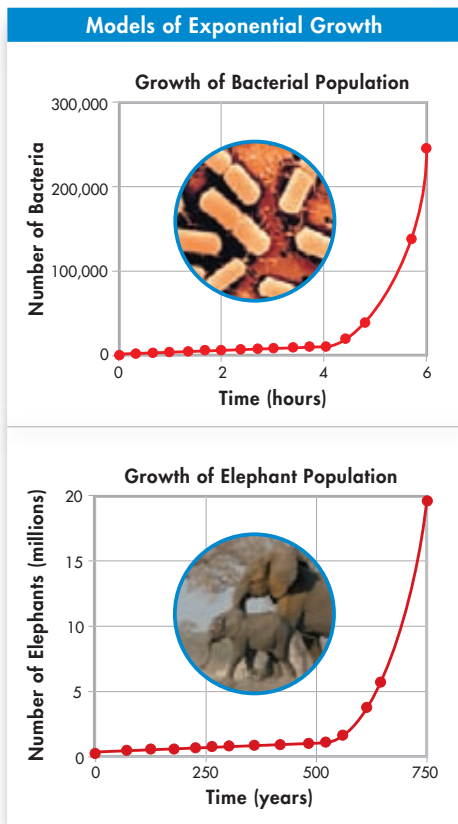 Models of Exponential Growth
Growth of Bacterial Population
Number of Bacteria
300,000
200,000
100,000
0
0 2 4 6
Time (hours)
Growth of Elephant Population
Number of Elephants (millions)
20
15
10
5
0
0 250 500 750
Time (years)